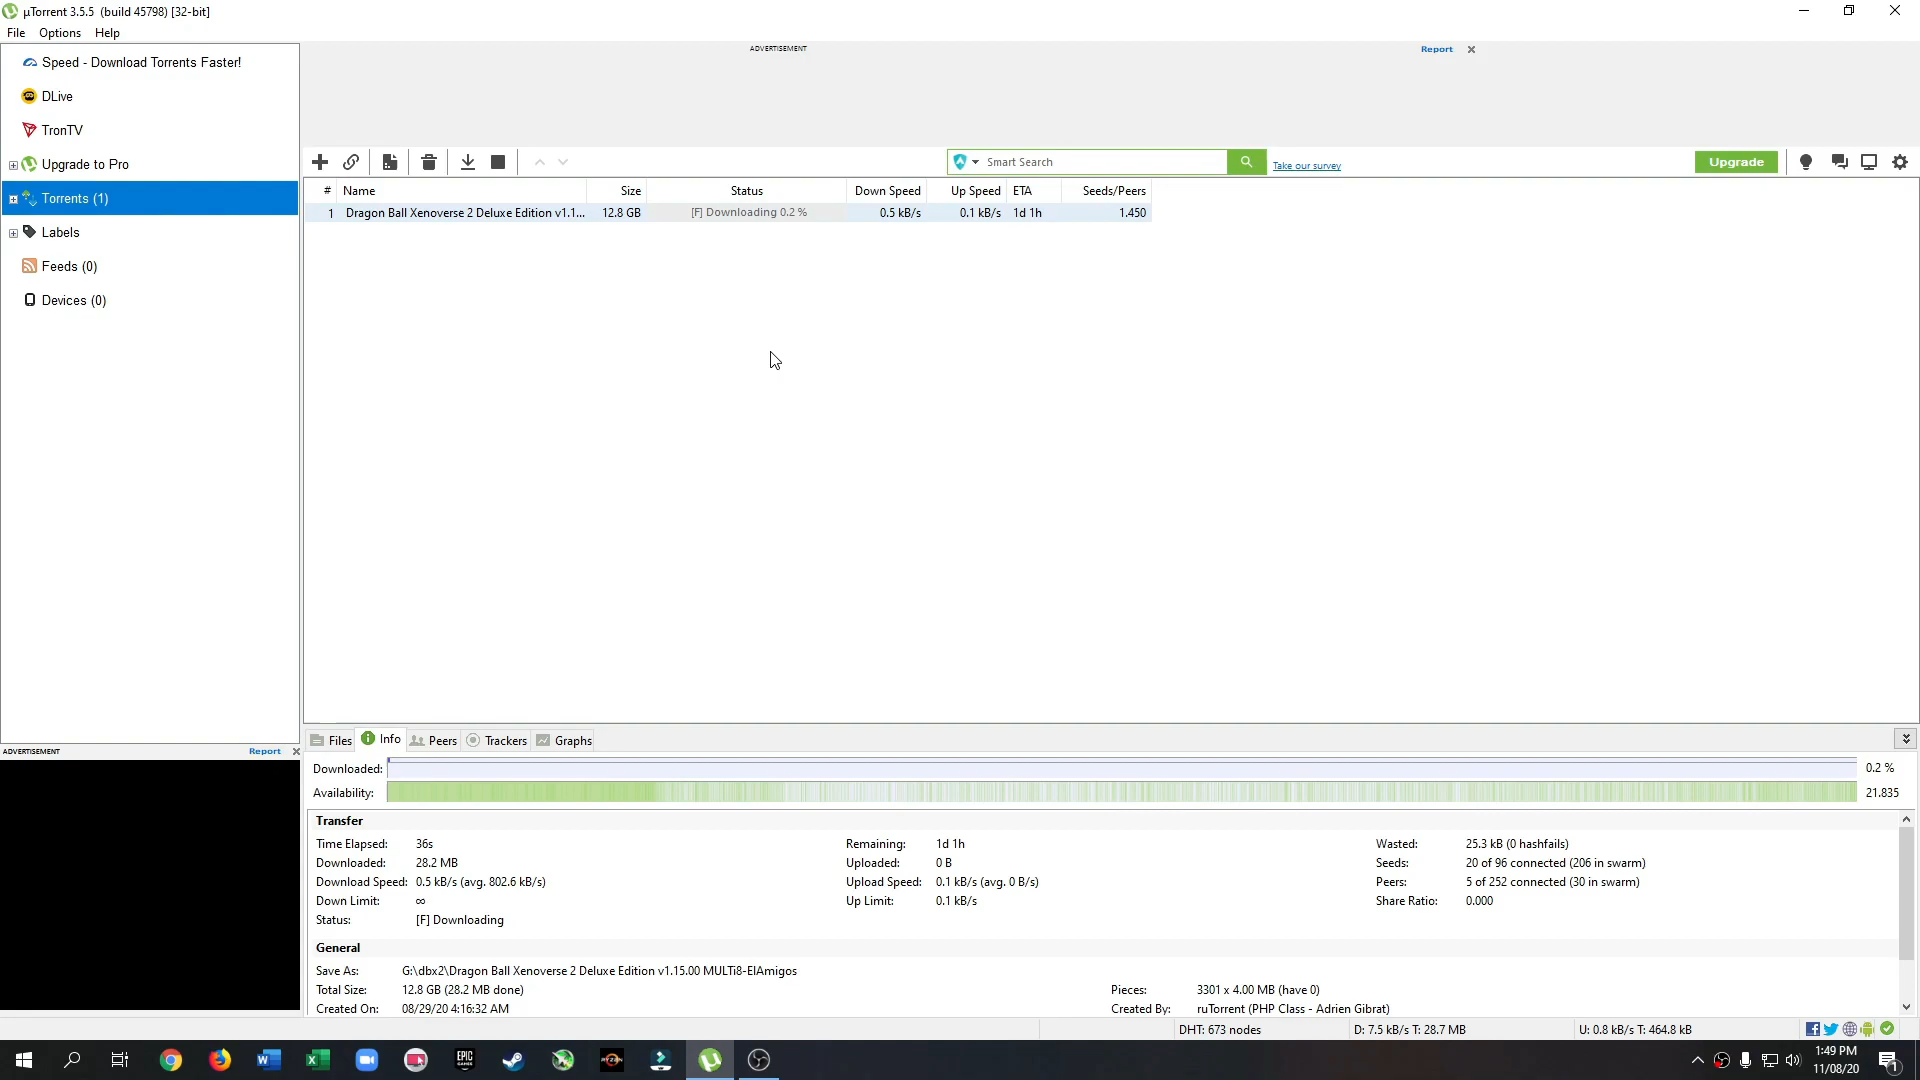 µTorrent 3.5.5  (build 45798) [32-bit]
File Options Help
Speed - Download Torrents Faster!
DLive
TronTV
Upgrade to Pro
Torrents (1)
Labels
Feeds (0)
Devices (0)
ADVERTISEMENT Report
ADVERTISEMENT Report
Smart Search Take our survey Upgrade
# Name Size Status Down Speed Up Speed ETA Seeds/Peers
1 Dragon Ball Xenoverse 2 Deluxe Edition v1.1... 12.8 GB [F] Downloading 0.2 % 0.5 kB/s 0.1 kB/s 1d 1h 1.450
Files Info Peers Trackers Graphs
Downloaded: 0.2 %
Availability: 21.835
Transfer
Time Elapsed: 36s Remaining: 1d 1h Wasted: 25.3 kB (0 hashfails)
Downloaded: 28.2 MB Uploaded: 0 B Seeds: 20 of 96 connected (206 in swarm)
Download Speed: 0.5 kB/s (avg. 802.6 kB/s) Upload Speed: 0.1 kB/s (avg. 0 B/s) Peers: 5 of 252 connected (30 in swarm)
Down Limit: ∞ Up Limit: 0.1 kB/s Share Ratio: 0.000
Status: [F] Downloading
General
Save As: G:\dbx2\Dragon Ball Xenoverse 2 Deluxe Edition v1.15.00 MULTi8-ElAmigos
Total Size: 12.8 GB (28.2 MB done) Pieces: 3301 x 4.00 MB (have 0)
Created On: 08/29/20 4:16:32 AM Created By: ruTorrent (PHP Class - Adrien Gibrat)
DHT: 673 nodes D: 7.5 kB/s T: 28.7 MB U: 0.8 kB/s T: 464.8 kB
EPIC GAMES RYZEN
1:49 PM
11/08/20
1